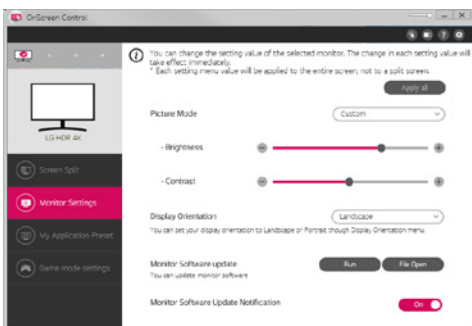 OnScreen Control
You can change the setting value of the selected monitor. The change in each setting value will
take effect immediately.
* Each setting menu value will be applied to the entire screen, not to a split screen.
Apply all
LG HDR 4K
Picture Mode
Custom
- Brightness
- Contrast
Screen Split
Monitor Settings
My Application Preset
Game mode settings
Display Orientation
Landscape
You can set your display orientation to Landscape or Portrait though Display Orientation menu.
Monitor Software update
Run
File Open
You can update monitor software
Monitor Software Update Notification
On